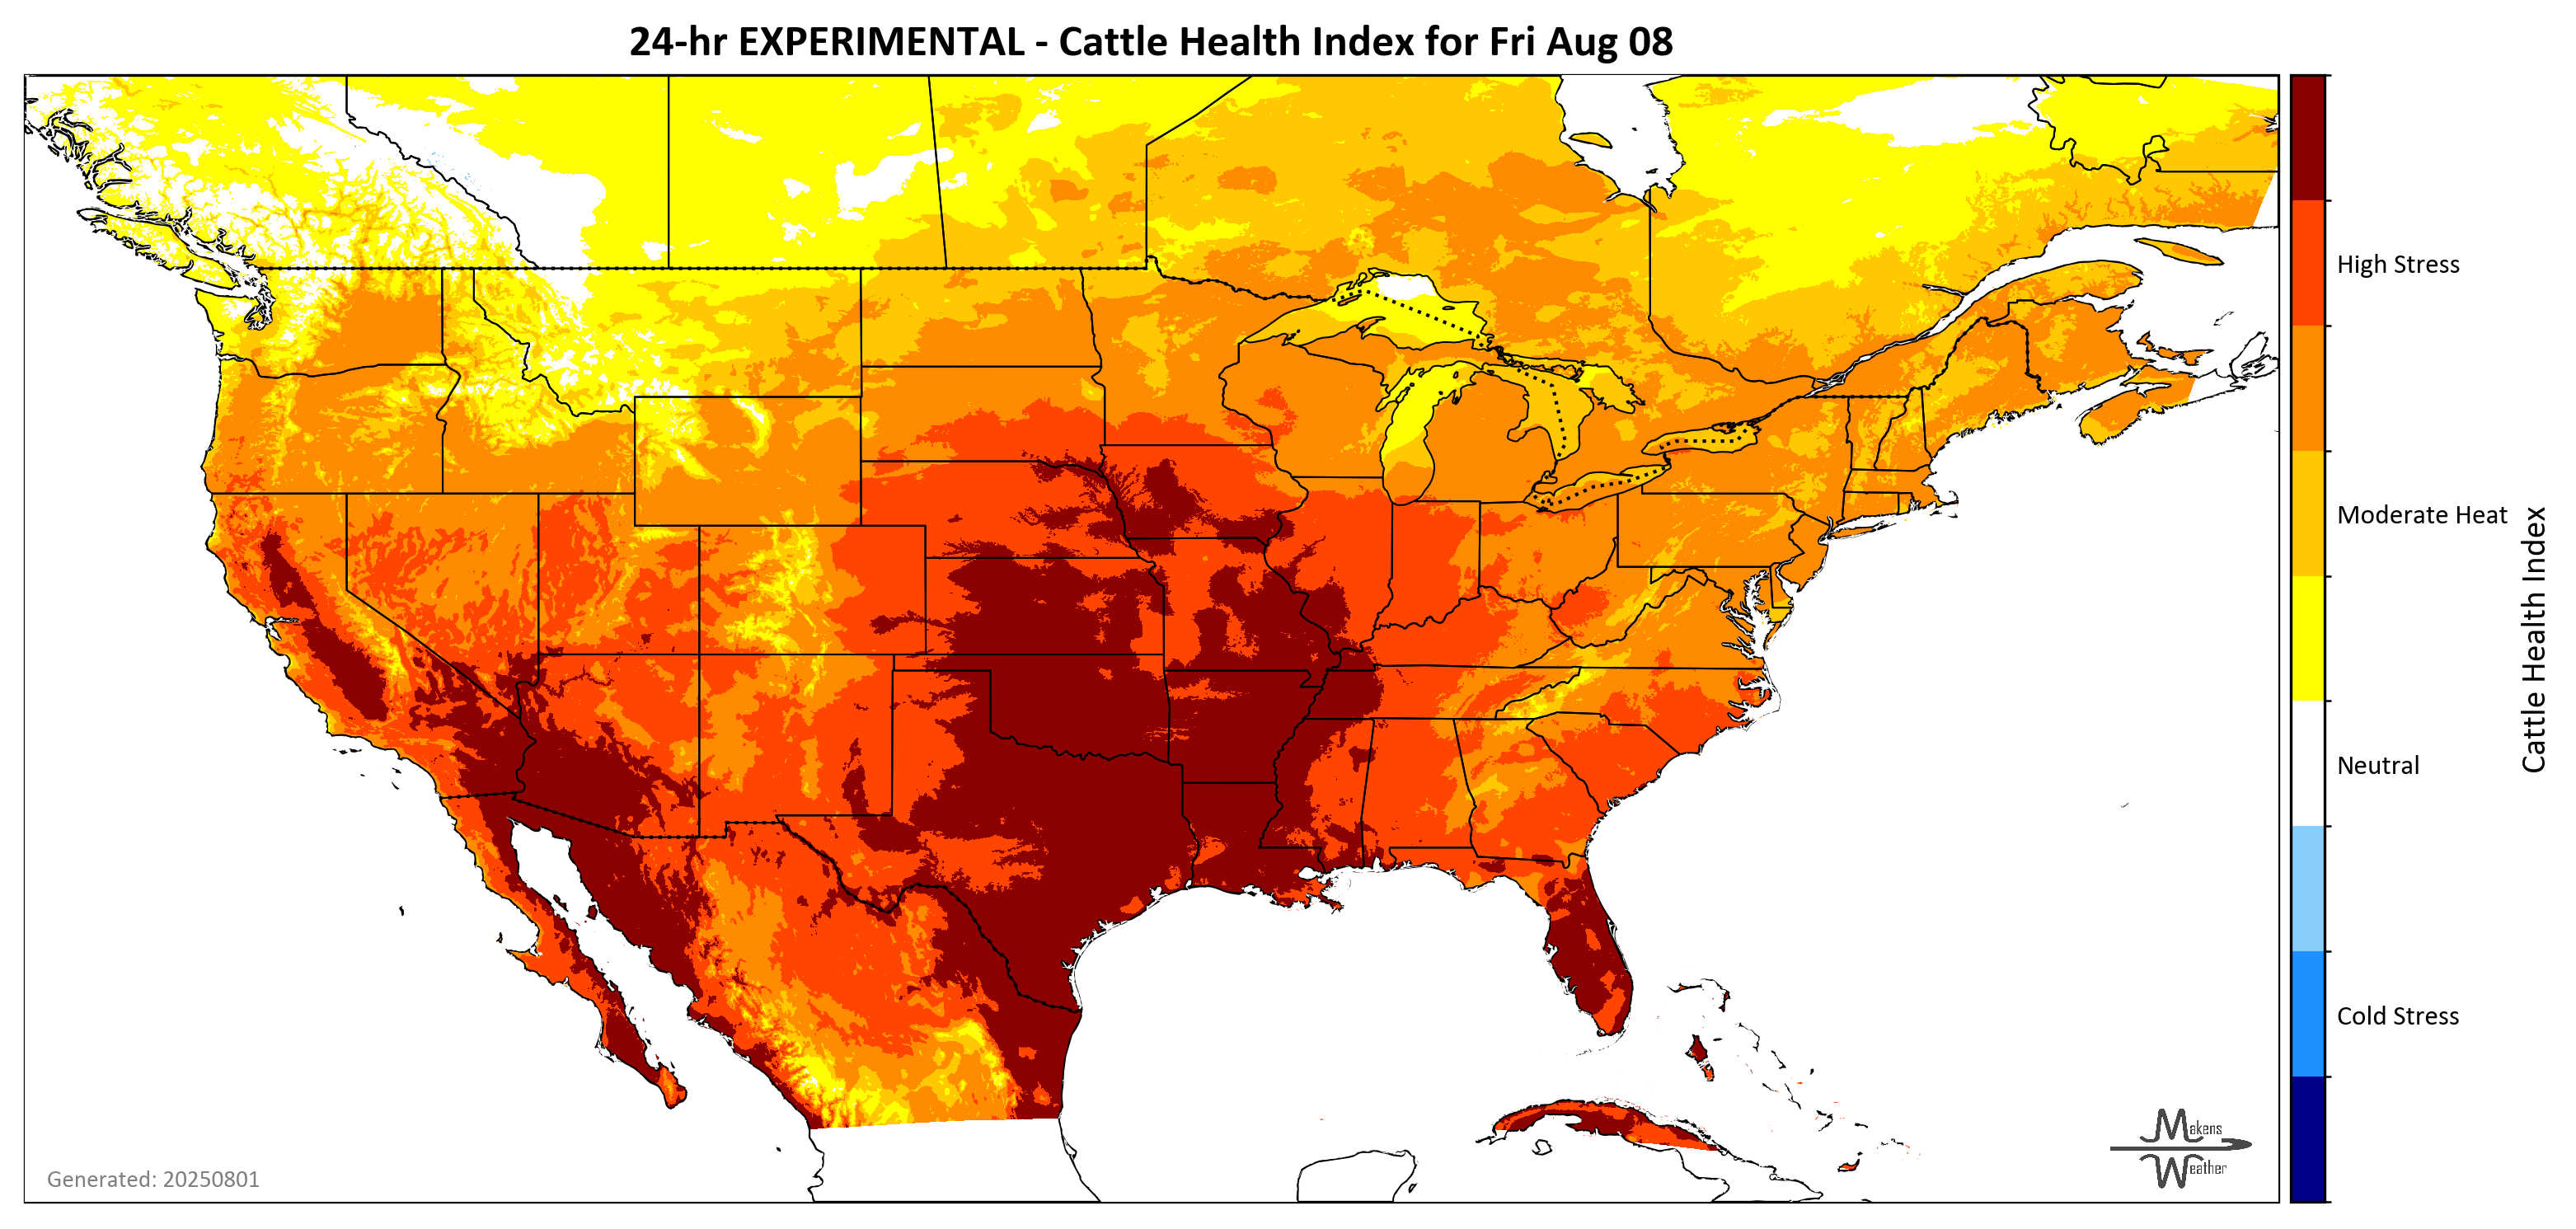 24-hr EXPERIMENTAL - Cattle Health Index for Fri Aug 08
High Stress
Moderate Heat
Neutral
Cold Stress
Cattle Health Index
Generated: 20250801
Makens
Weather